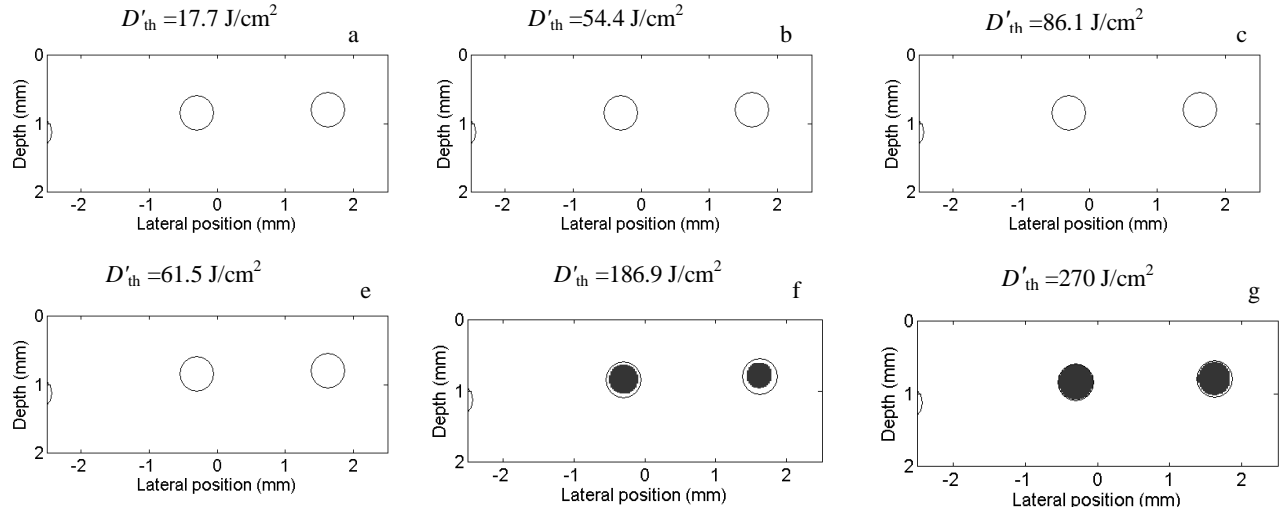 D′th =17.7 J/cm² a
D′th =54.4 J/cm² b
D′th =86.1 J/cm² c
0
1
2
Depth (mm)
-2 -1 0 1 2
Lateral position (mm)
0
1
2
Depth (mm)
-2 -1 0 1 2
Lateral position (mm)
0
1
2
Depth (mm)
-2 -1 0 1 2
Lateral position (mm)
D′th =61.5 J/cm² e
D′th =186.9 J/cm² f
D′th =270 J/cm² g
0
1
2
Depth (mm)
-2 -1 0 1 2
Lateral position (mm)
0
1
2
Depth (mm)
-2 -1 0 1 2
Lateral position (mm)
0
1
2
Depth (mm)
-2 -1 0 1 2
Lateral position (mm)